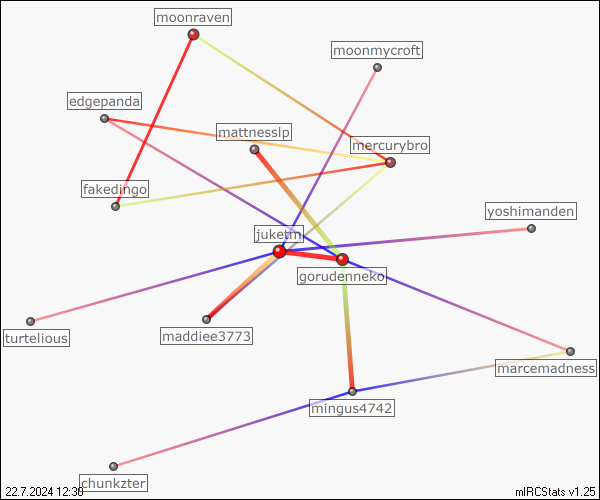 moonraven
moonmycroft
edgepanda
mattnesslp
mercurybro
fakedingo
yoshimanden
gorudenneko
turtelious
maddiee3773
marcemadness
mingus4742
chunkzter
22.7.2024 12:30
mIRCStats v1.25